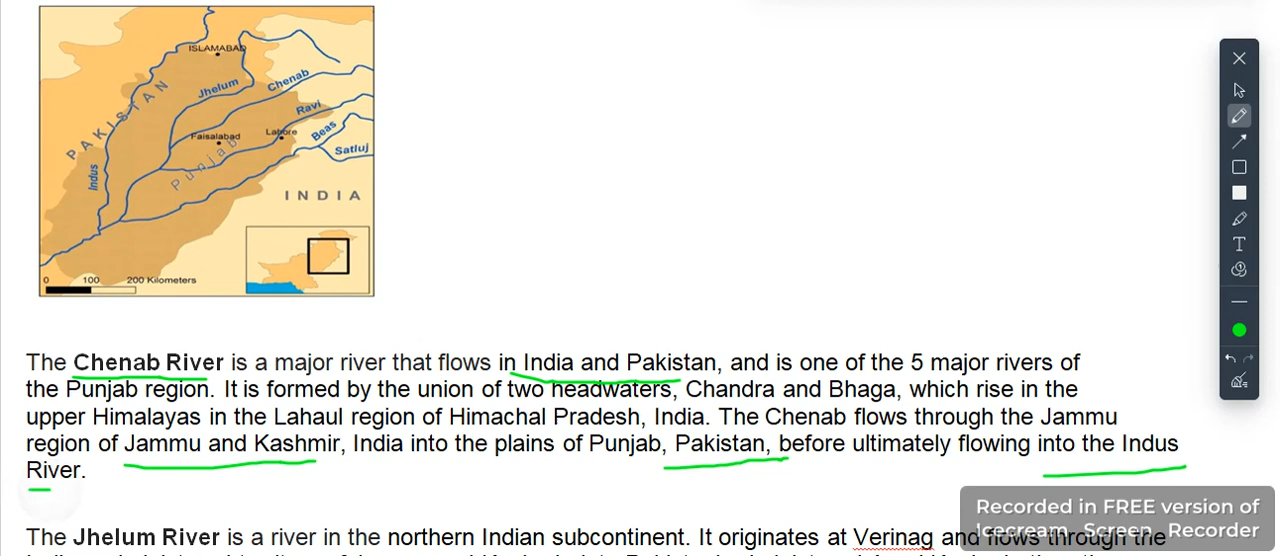 ISLAMABAD
PAKISTAN
Jhelum
Chenab
Ravi
Faisalabad
Lahore
Beas
Satluj
Punjab
Indus
INDIA
0 100 200 Kilometers
The Chenab River is a major river that flows in India and Pakistan, and is one of the 5 major rivers of
the Punjab region. It is formed by the union of two headwaters, Chandra and Bhaga, which rise in the
upper Himalayas in the Lahaul region of Himachal Pradesh, India. The Chenab flows through the Jammu
region of Jammu and Kashmir, India into the plains of Punjab, Pakistan, before ultimately flowing into the Indus
River.
Recorded in FREE version of
Icecream Screen Recorder
The Jhelum River is a river in the northern Indian subcontinent. It originates at Verinag and flows through the